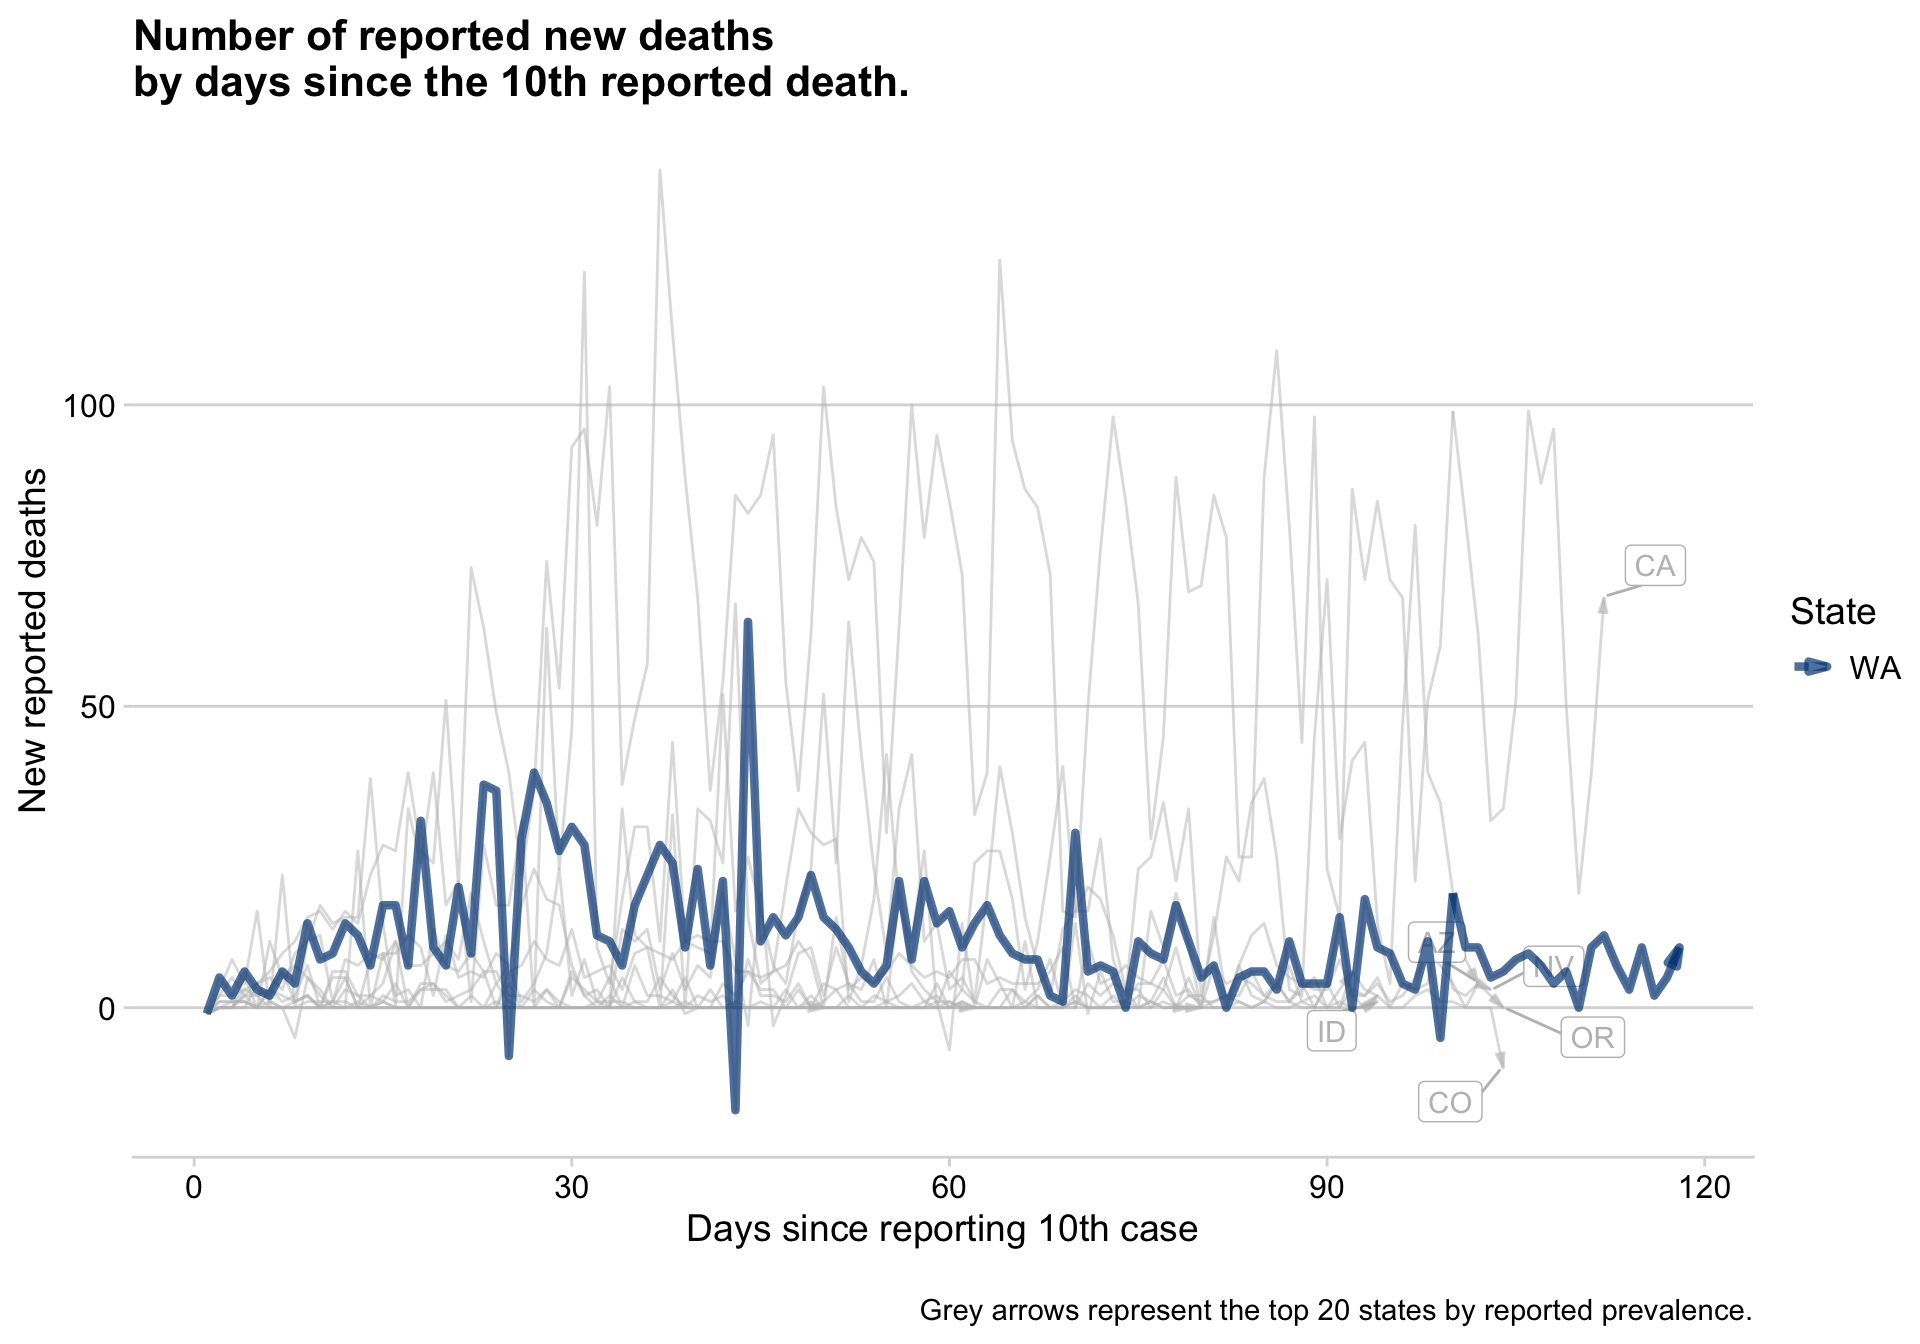 Number of reported new deaths
by days since the 10th reported death.
New reported deaths
100
50
0
CA
AZ
NV
ID
OR
CO
State
WA
0 30 60 90 120
Days since reporting 10th case
Grey arrows represent the top 20 states by reported prevalence.